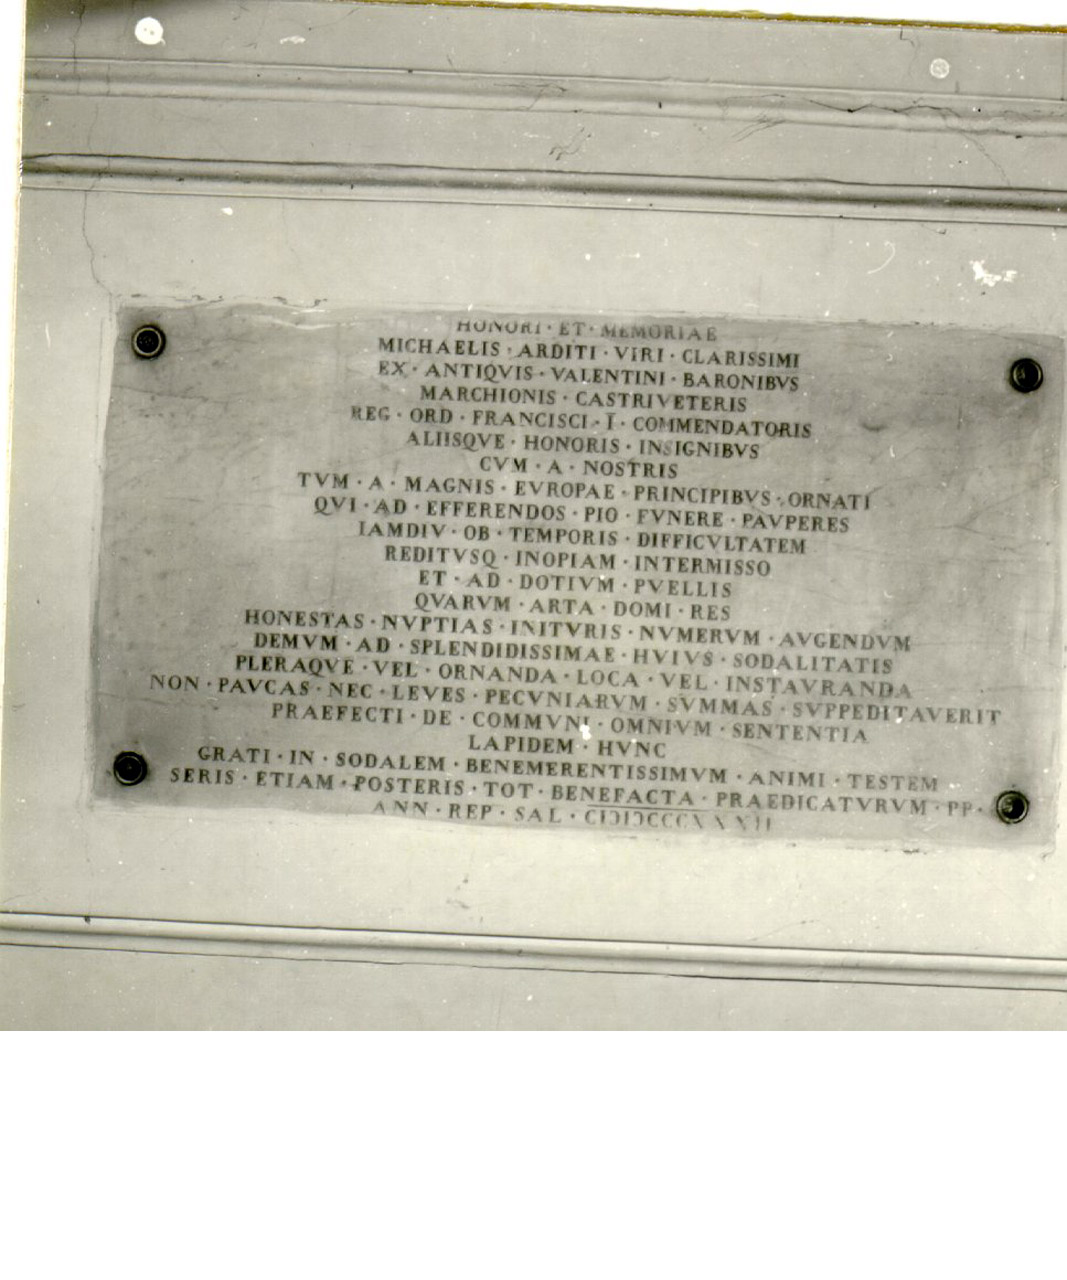 HONORI · ET · MEMORIAE
MICHAELIS · ARDITI · VIRI · CLARISSIMI
EX · ANTIQVIS · VALENTINI · BARONIBVS
MARCHIONIS · CASTRIVETERIS
REG · ORD · FRANCISCI · I · COMMENDATORIS
ALIISQVE · HONORIS · INSIGNIBVS
CVM · A · NOSTRIS
TVM · A · MAGNIS · EVROPAE · PRINCIPIBVS · ORNATI
QVI · AD · EFFERENDOS · PIO · FVNERE · PAVPERES
IAMDIV · OB · TEMPORIS · DIFFICVLTATEM
REDITVSQ · INOPIAM · INTERMISSO
ET · AD · DOTIVM · PVELLIS
QVARVM · ARTA · DOMI · RES
HONESTAS · NVPTIAS · INITVRIS · NVMERVM · AVGENDVM
DEMVM · AD · SPLENDIDISSIMAE · HVIVS · SODALITATIS
PLERAQVE · VEL · ORNANDA · LOCA · VEL · INSTAVRANDA
NON · PAVCAS · NEC · LEVES · PECVNIARVM · SVMMAS · SVPPEDITAVERIT
PRAEFECTI · DE · COMMVNI · OMNIVM · SENTENTIA
LAPIDEM · HVNC
GRATI · IN · SODALEM · BENEMERENTISSIMVM · ANIMI · TESTEM
SERIS · ETIAM · POSTERIS · TOT · BENEFACTA · PRAEDICATVRVM · PP ·
ANN · REP · SAL · CIƆIƆCCCXXXII